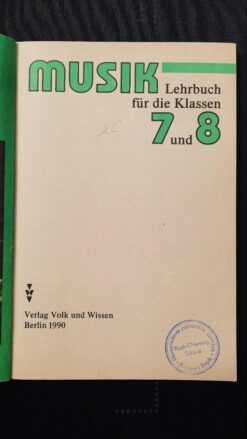 MUSIK
Lehrbuch
für die Klassen
7 und 8
Verlag Volk und Wissen
Berlin 1990